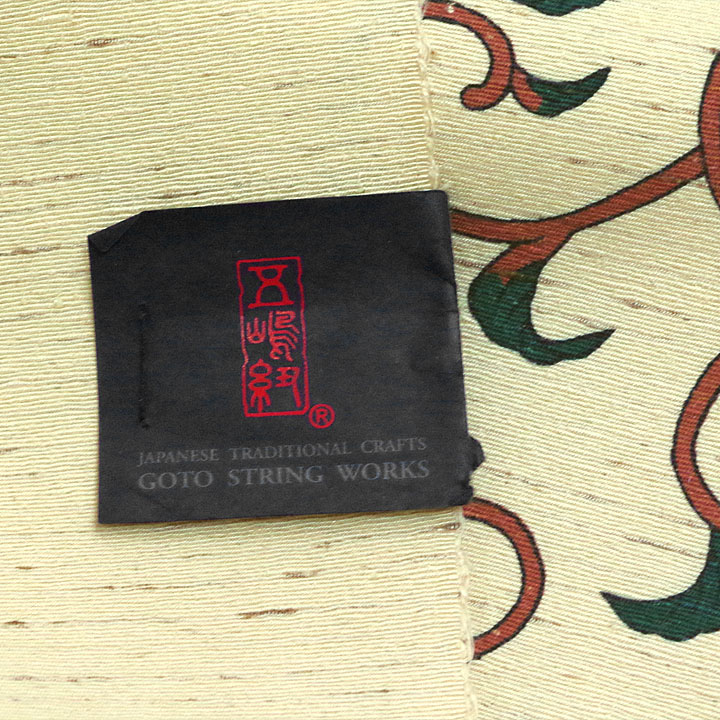 五嶋紐
®
JAPANESE TRADITIONAL CRAFTS
GOTO STRING WORKS